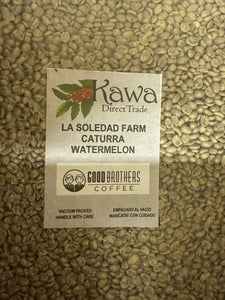 Kawa
Direct Trade
LA SOLEDAD FARM
CATURRA
WATERMELON
GOOD BROTHERS
COFFEE
VACCUM PACKED
HANDLE WITH CARE
EMPACADO AL VACIO
MANEJESE CON CUIDADO